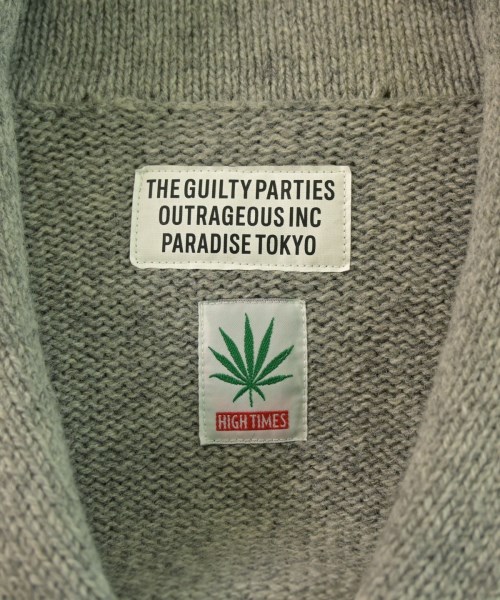 THE GUILTY PARTIES
OUTRAGEOUS INC
PARADISE TOKYO
HIGH TIMES